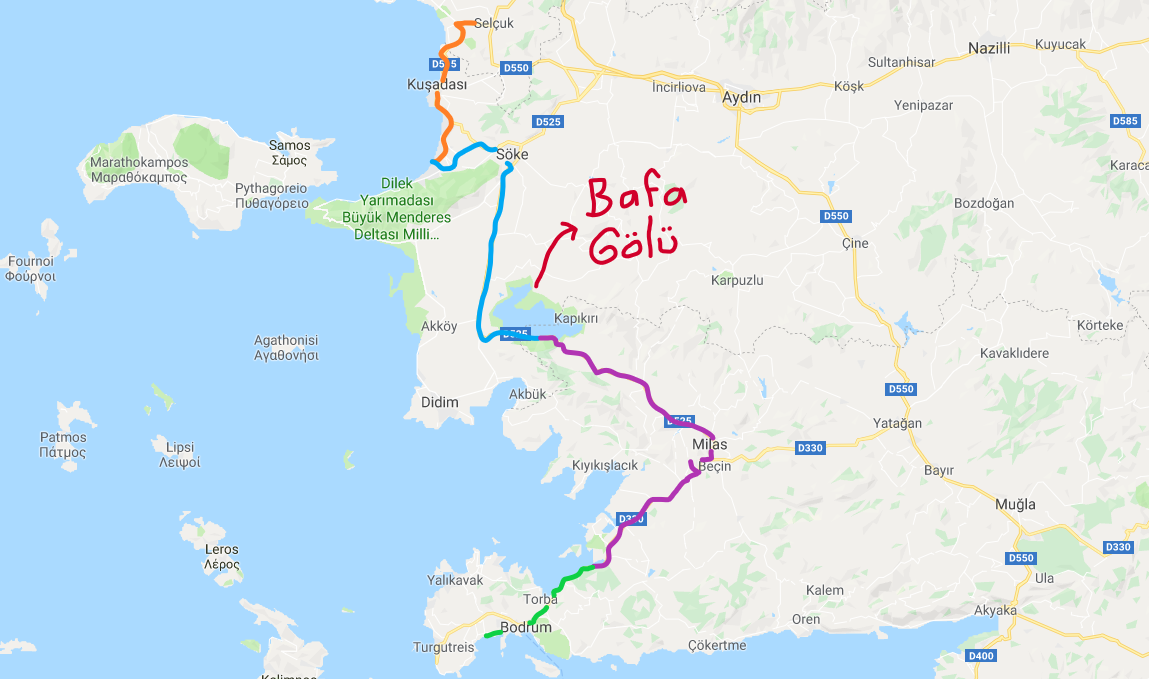 Selçuk
D515
D550
Nazilli
Kuyucak
Sultanhisar
Kuşadası
İncirliova
Aydın
Köşk
Yenipazar
D525
D585
Samos
Σάμος
Söke
Karaca
Marathokampos
Μαραθόκαμπος
Pythagoreio
Πυθαγόρειο
Dilek
Yarımadası
Büyük Menderes
Deltası Milli...
Bafa
Gölü
Bozdoğan
D550
Çine
Fournoi
Φούρνοι
Karpuzlu
Akköy
D525
Kapıkırı
Körteke
Agathonisi
Αγαθονήσι
Kavaklıdere
Akbük
D550
Didim
D525
Yatağan
Patmos
Πάτμος
Lipsi
Λειψοί
Milas
D330
Kıyıkışlacık
Beçin
Bayır
Muğla
D330
Leros
Λέρος
D550
D330
Yalıkavak
Ula
Torba
Kalem
Akyaka
Bodrum
Ören
Turgutreis
Çökertme
D400
Kalimnos